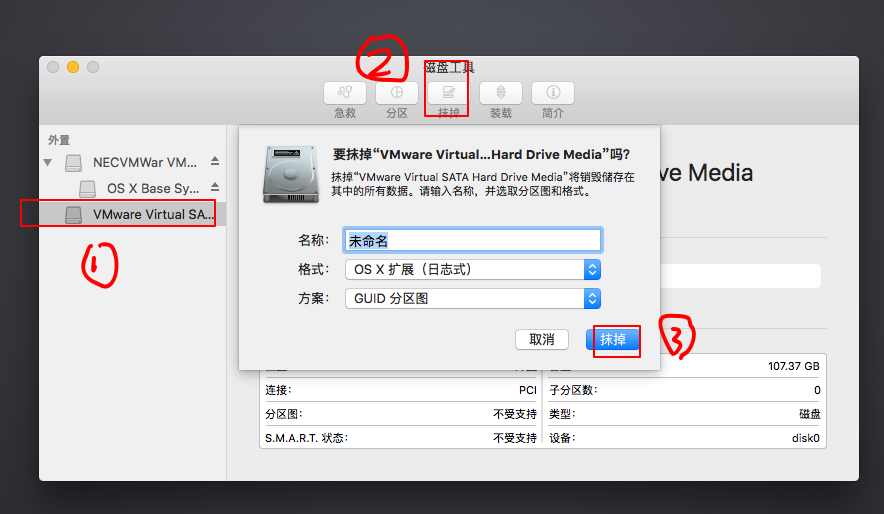 ②
磁盘工具
急救 分区 抹掉 装载 简介
外置
NECVMWar VM...
OS X Base Sy...
VMware Virtual SA...
①
要抹掉“VMware Virtual...Hard Drive Media”吗?
抹掉“VMware Virtual SATA Hard Drive Media”将销毁储存在
其中的所有数据。请输入名称，并选取分区图和格式。
名称: 未命名
格式: OS X 扩展（日志式）
方案: GUID 分区图
取消 抹掉
③
ve Media
107.37 GB
连接: PCI 子分区数: 0
分区图: 不受支持 类型: 磁盘
S.M.A.R.T. 状态: 不受支持 设备: disk0